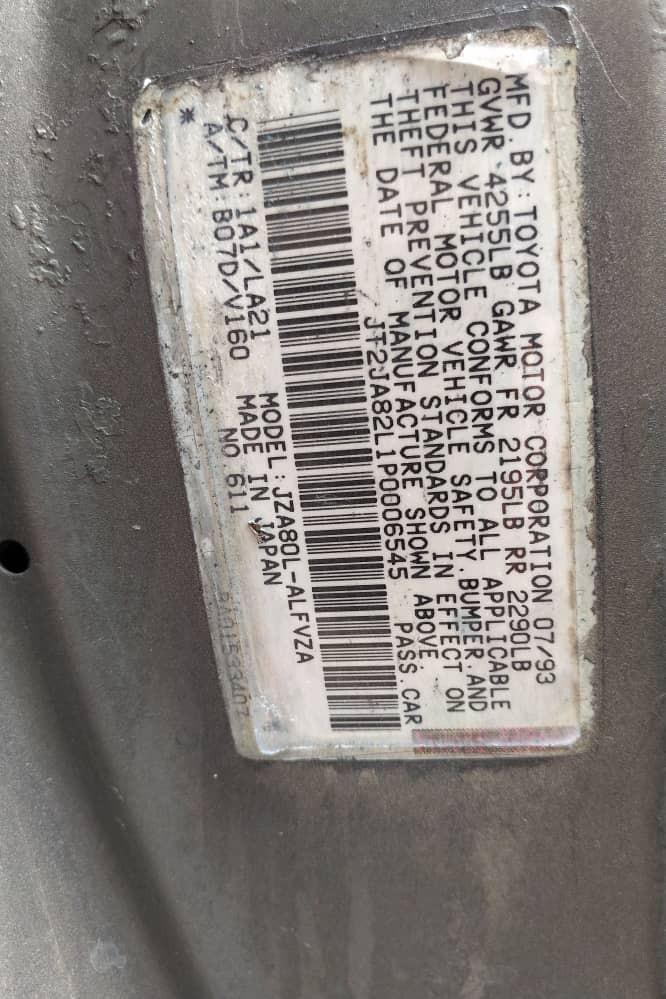 MFD.BY:TOYOTA MOTOR CORPORATION 07/93
GVWR 4255LB GAWR FR 2195LB RR 2290LB
THIS VEHICLE CONFORMS TO ALL APPLICABLE
FEDERAL MOTOR VEHICLE SAFETY.BUMPER.AND
THEFT PREVENTION STANDARDS IN EFFECT ON
THE DATE OF MANUFACTURE SHOWN ABOVE.
JT2JA82L1P0006545 PASS.CAR
C/TR:1A1/LA21 MODEL:JZA80L-ALFVZA
A/TM:B07D/V160 MADE IN JAPAN
* NO.611